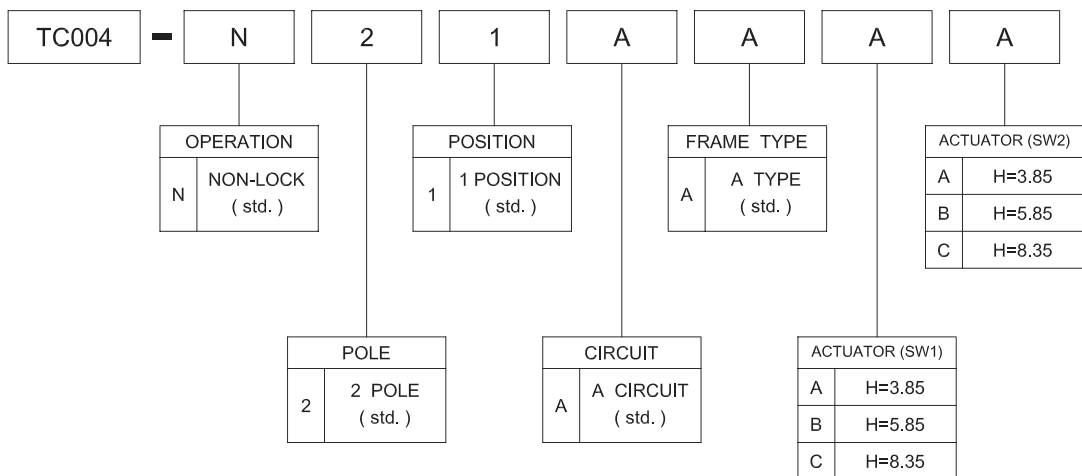 TC004 - N 2 1 A A A A
OPERATION
N NON-LOCK
( std. )
POSITION
1 1 POSITION
( std. )
FRAME TYPE
A A TYPE
( std. )
ACTUATOR (SW2)
A H=3.85
B H=5.85
C H=8.35
POLE
2 2 POLE
( std. )
CIRCUIT
A A CIRCUIT
( std. )
ACTUATOR (SW1)
A H=3.85
B H=5.85
C H=8.35